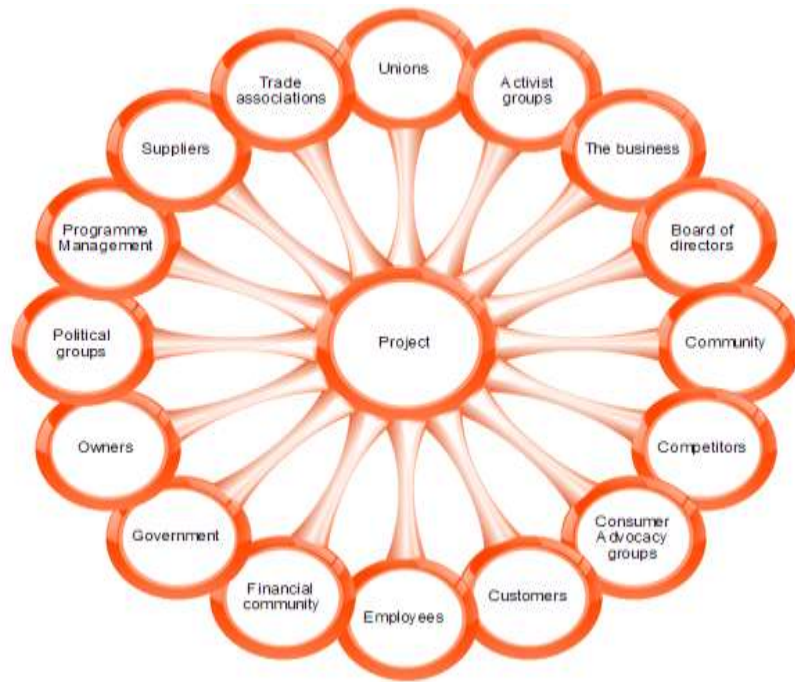 Unions
Activist
groups
The business
Board of
directors
Community
Competitors
Consumer
Advocacy
groups
Customers
Employees
Financial
community
Government
Owners
Political
groups
Programme
Management
Suppliers
Trade
associations
Project